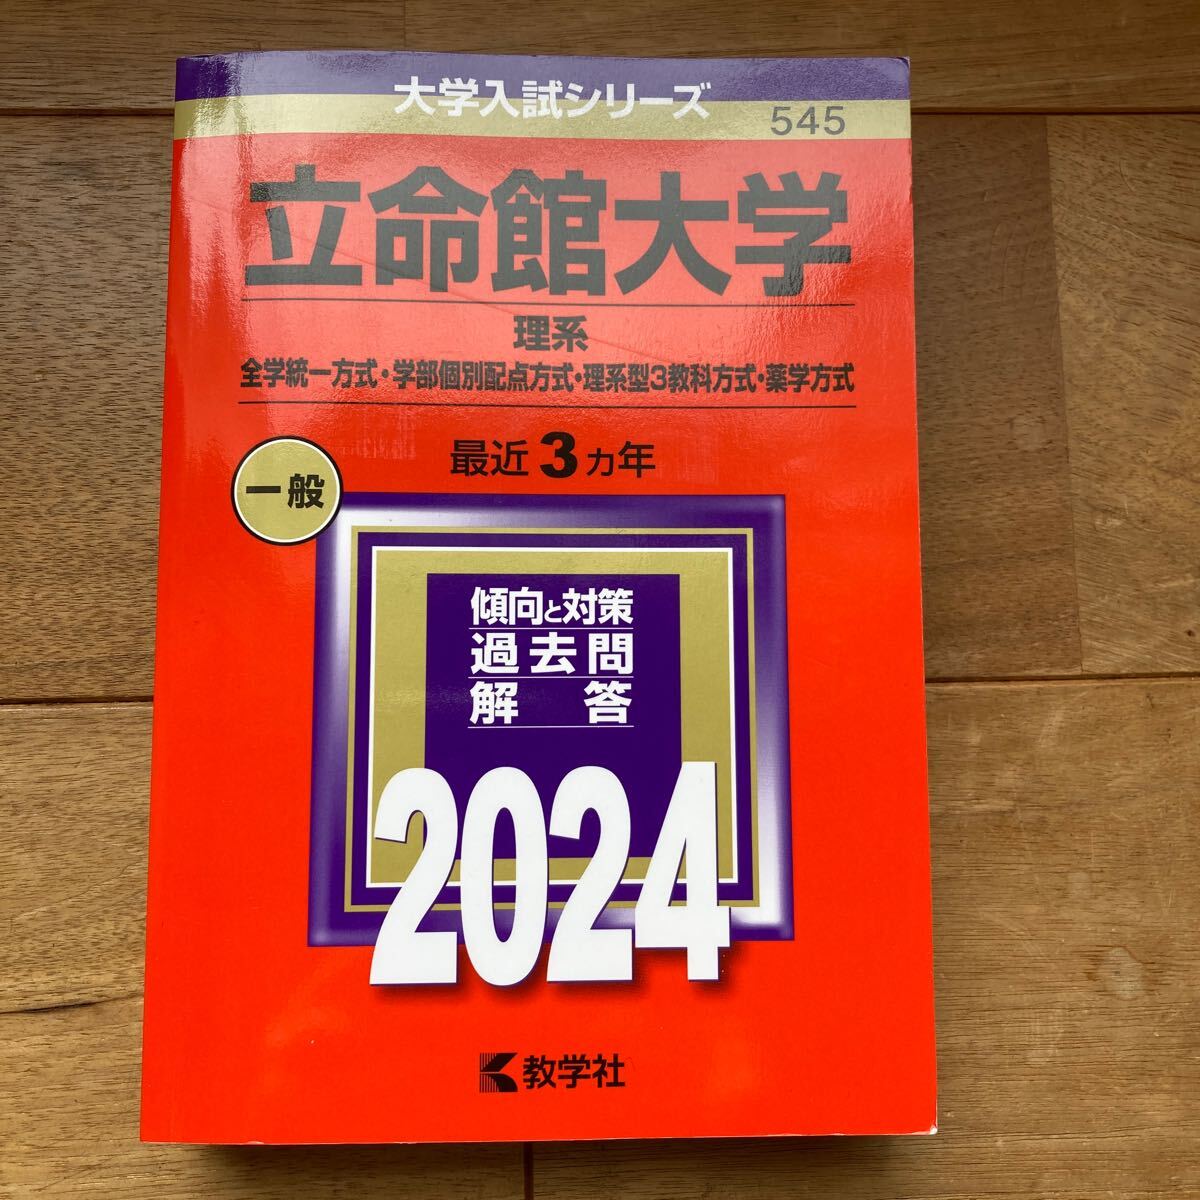 大学入試シリーズ
545
立命館大学
理系
全学統一方式・学部個別配点方式・理系型3教科方式・薬学方式
最近3カ年
一般
傾向と対策
過去問
解答
2024
教学社